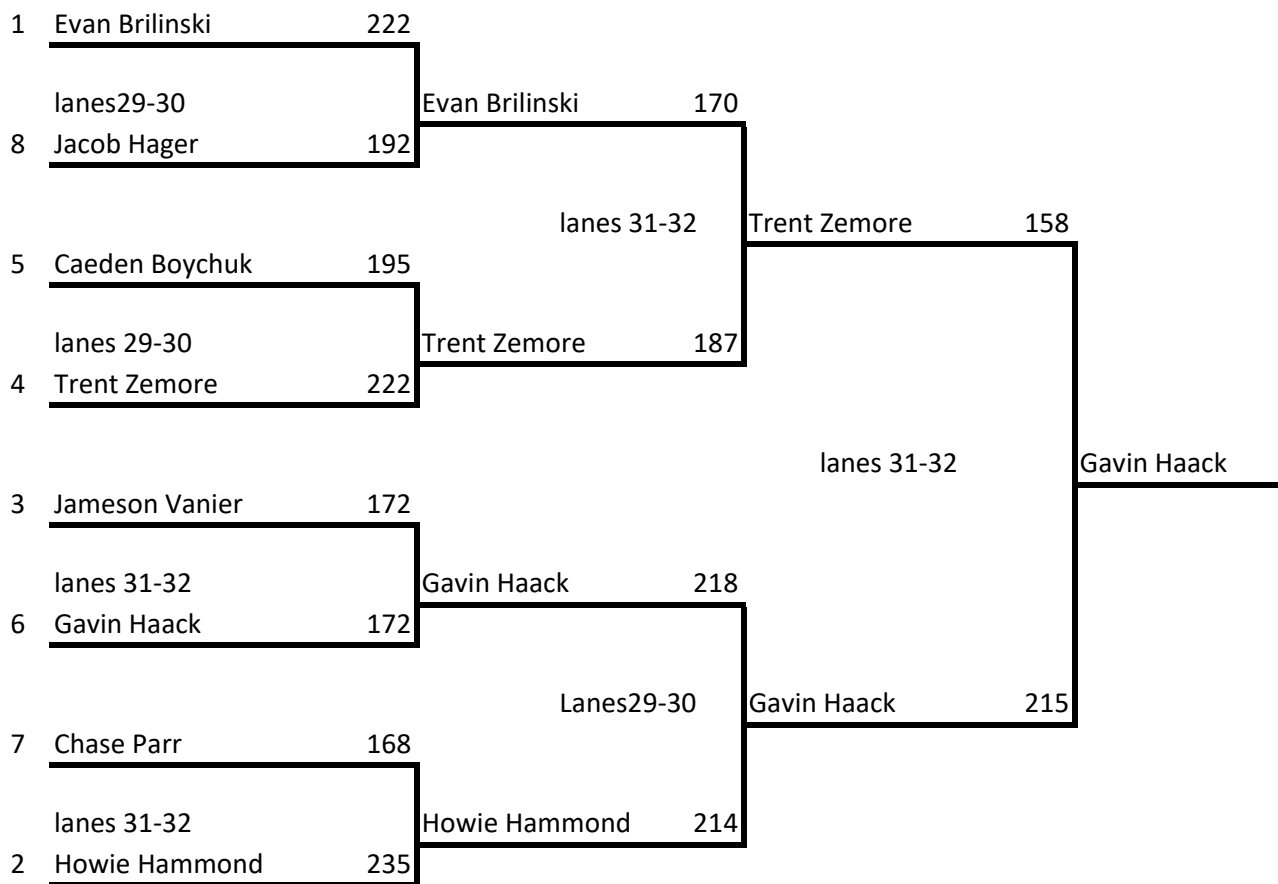 1 Evan Brilinski 222
lanes29-30 Evan Brilinski 170
8 Jacob Hager 192
lanes 31-32 Trent Zemore 158
5 Caeden Boychuk 195
lanes 29-30 Trent Zemore 187
4 Trent Zemore 222
lanes 31-32 Gavin Haack
3 Jameson Vanier 172
lanes 31-32 Gavin Haack 218
6 Gavin Haack 172
Lanes29-30 Gavin Haack 215
7 Chase Parr 168
lanes 31-32 Howie Hammond 214
2 Howie Hammond 235